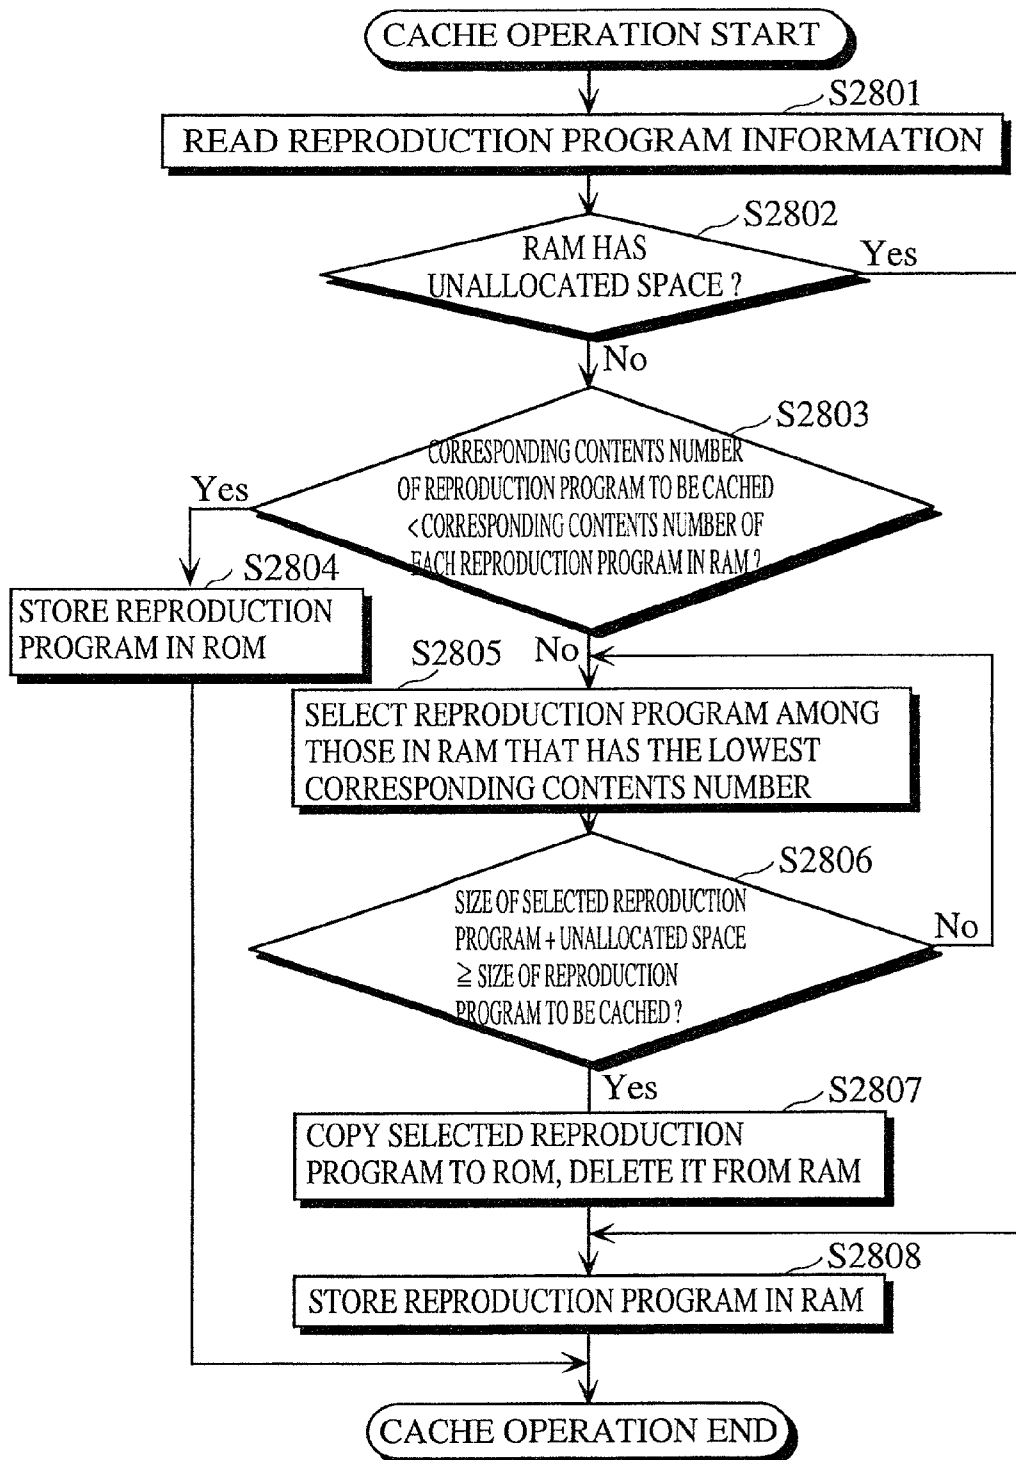 CACHE OPERATION START
S2801
READ REPRODUCTION PROGRAM INFORMATION
S2802
RAM HAS
UNALLOCATED SPACE ?
Yes
No
S2803
CORRESPONDING CONTENTS NUMBER
OF REPRODUCTION PROGRAM TO BE CACHED
< CORRESPONDING CONTENTS NUMBER OF
EACH REPRODUCTION PROGRAM IN RAM ?
Yes
S2804
STORE REPRODUCTION
PROGRAM IN ROM
No
S2805
SELECT REPRODUCTION PROGRAM AMONG
THOSE IN RAM THAT HAS THE LOWEST
CORRESPONDING CONTENTS NUMBER
S2806
SIZE OF SELECTED REPRODUCTION
PROGRAM + UNALLOCATED SPACE
≧ SIZE OF REPRODUCTION
PROGRAM TO BE CACHED ?
No
Yes
S2807
COPY SELECTED REPRODUCTION
PROGRAM TO ROM, DELETE IT FROM RAM
S2808
STORE REPRODUCTION PROGRAM IN RAM
CACHE OPERATION END